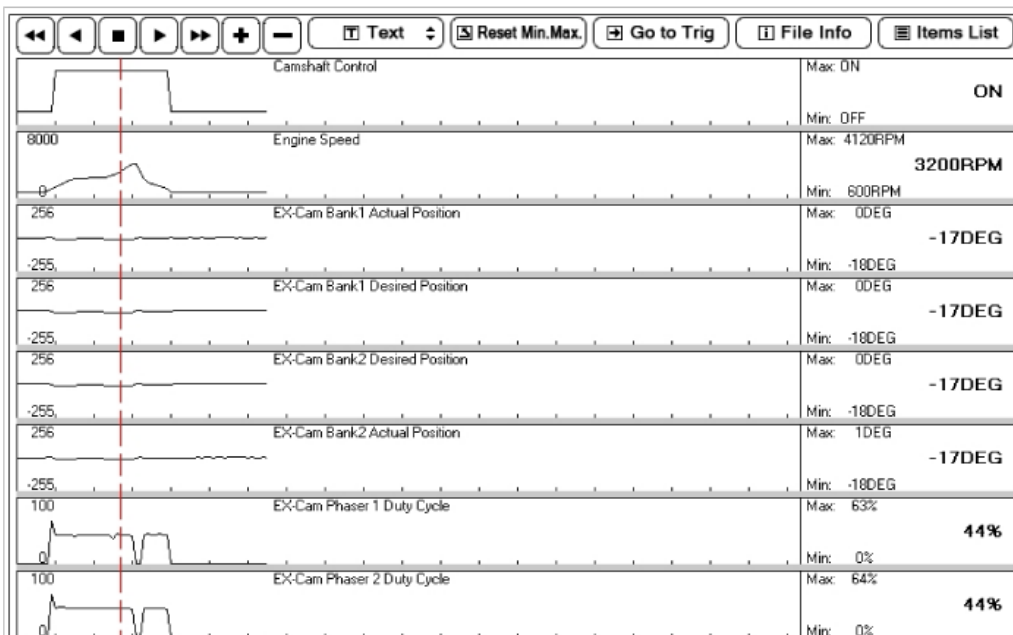 Text Reset Min.Max. Go to Trig File Info Items List
Camshaft Control Max: ON
ON
Min: OFF
8000 Engine Speed Max: 4120RPM
3200RPM
0 Min: 600RPM
256 EX-Cam Bank1 Actual Position Max: 0DEG
-17DEG
-255 Min: -18DEG
256 EX-Cam Bank1 Desired Position Max: 0DEG
-17DEG
-255 Min: -18DEG
256 EX-Cam Bank2 Desired Position Max: 0DEG
-17DEG
-255 Min: -18DEG
256 EX-Cam Bank2 Actual Position Max: 1DEG
-17DEG
-255 Min: -18DEG
100 EX-Cam Phaser 1 Duty Cycle Max: 63%
44%
0 Min: 0%
100 EX-Cam Phaser 2 Duty Cycle Max: 64%
44%
0 Min: 0%